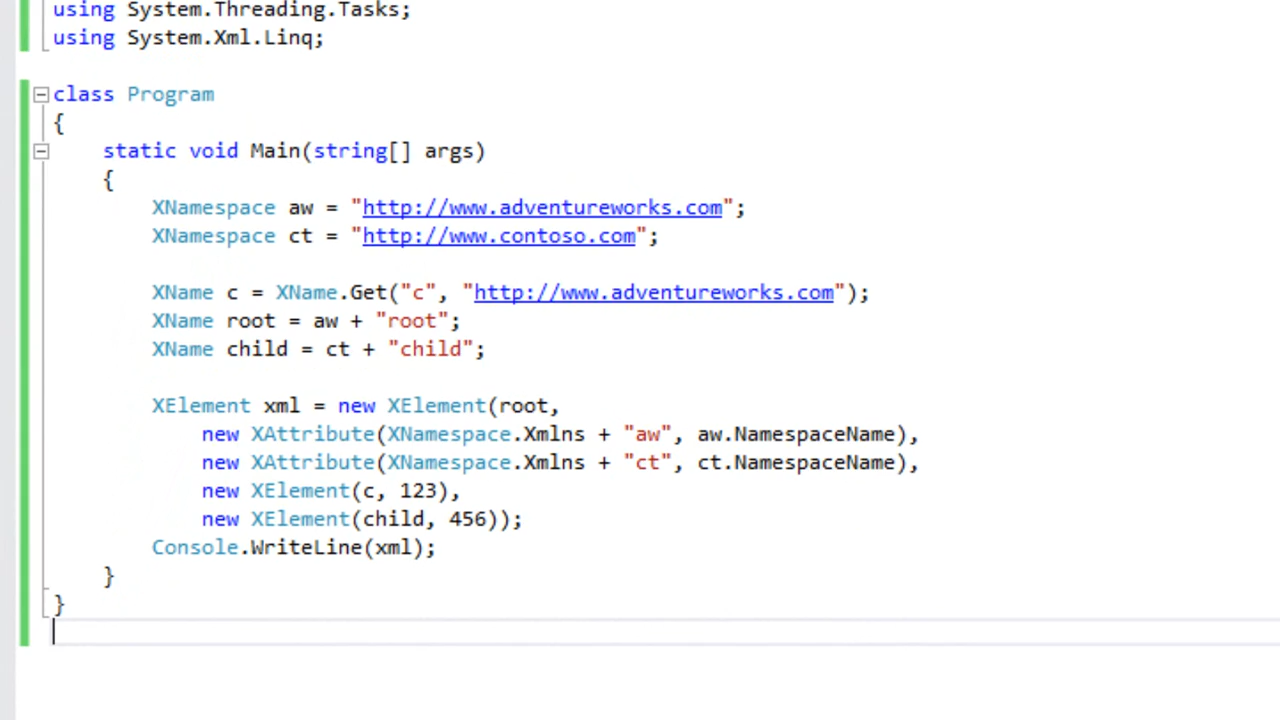 using System.Threading.Tasks;
using System.Xml.Linq;
class Program
{
static void Main(string[] args)
{
XNamespace aw = "http://www.adventureworks.com";
XNamespace ct = "http://www.contoso.com";
XName c = XName.Get("c", "http://www.adventureworks.com");
XName root = aw + "root";
XName child = ct + "child";
XElement xml = new XElement(root,
new XAttribute(XNamespace.Xmlns + "aw", aw.NamespaceName),
new XAttribute(XNamespace.Xmlns + "ct", ct.NamespaceName),
new XElement(c, 123),
new XElement(child, 456));
Console.WriteLine(xml);
}
}